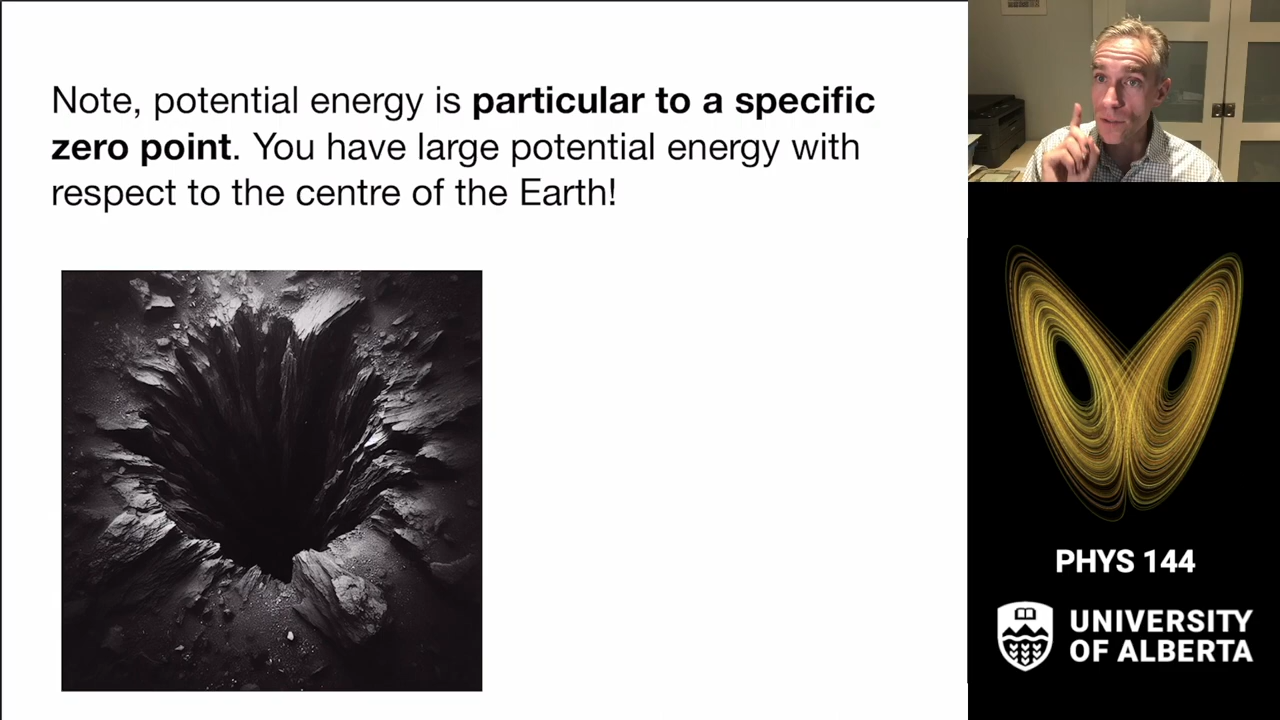 Note, potential energy is particular to a specific
zero point. You have large potential energy with
respect to the centre of the Earth!
PHYS 144
UNIVERSITY
OF ALBERTA